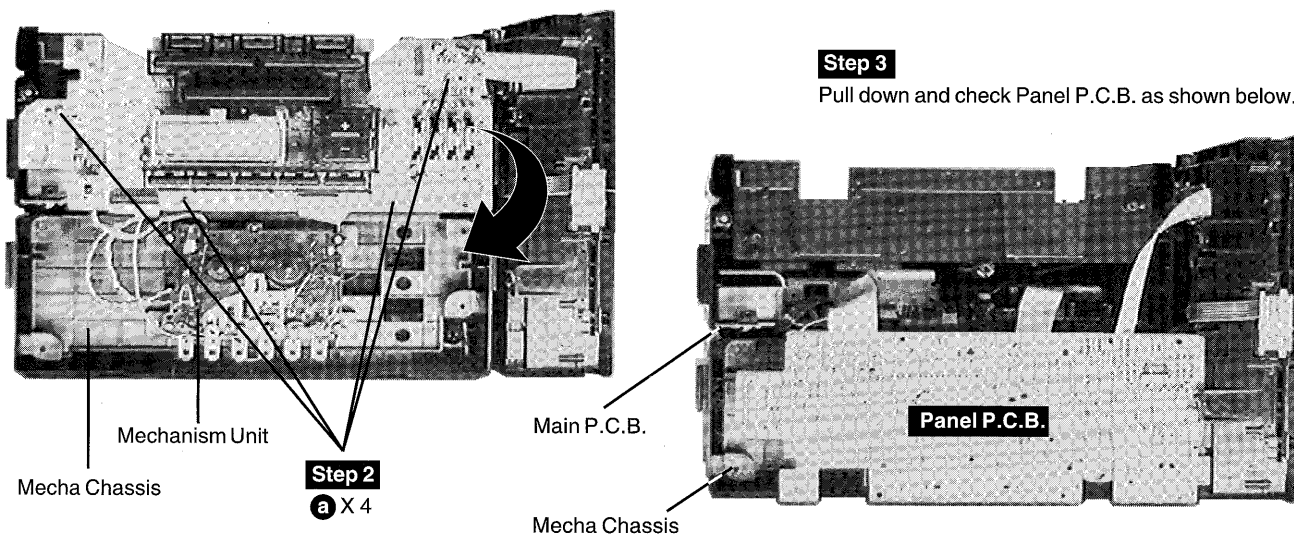 Step 3
Pull down and check Panel P.C.B. as shown below.
Mechanism Unit
Mecha Chassis
Step 2
a X 4
Main P.C.B.
Panel P.C.B.
Mecha Chassis